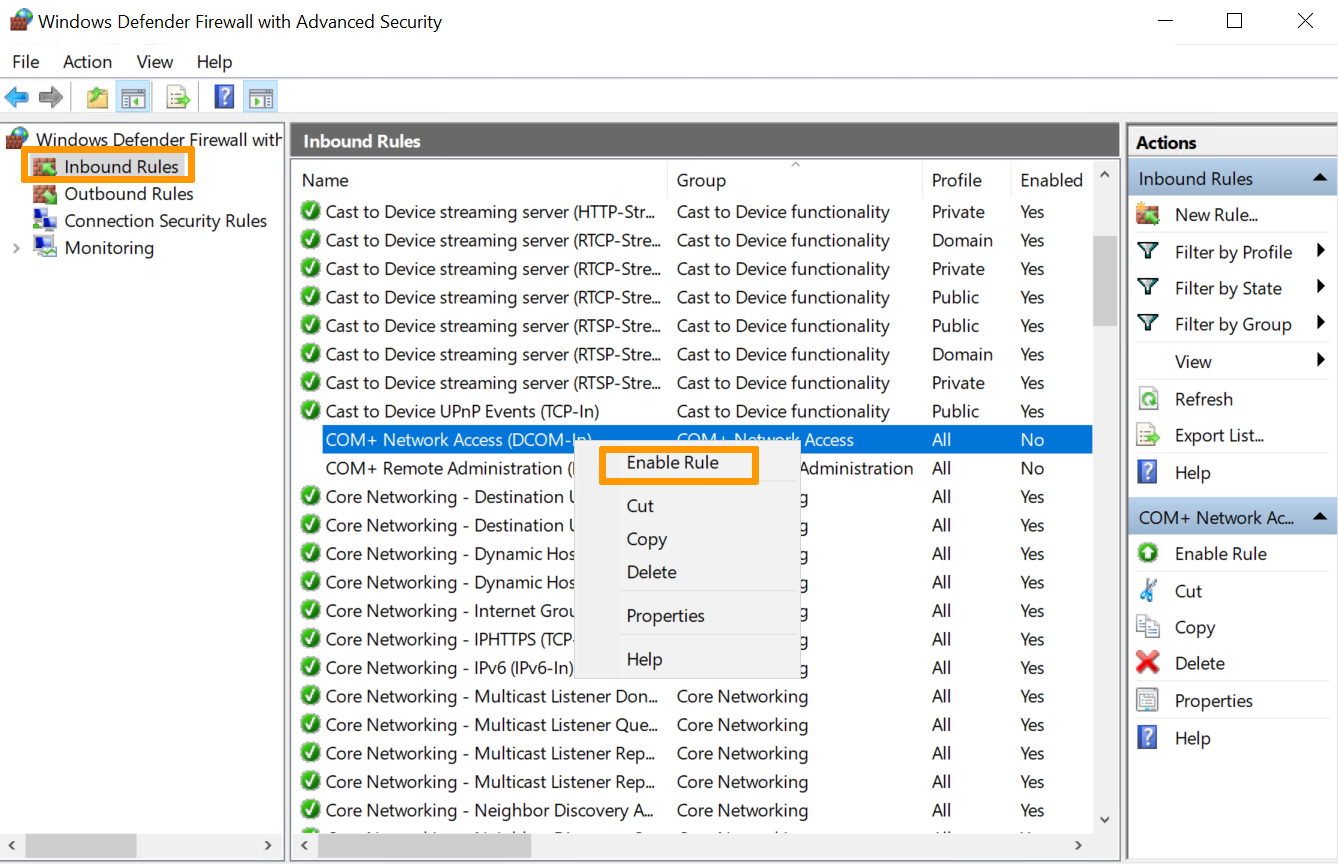 Windows Defender Firewall with Advanced Security
File Action View Help
Windows Defender Firewall with
Inbound Rules
Outbound Rules
Connection Security Rules
Monitoring
Inbound Rules
Name Group Profile Enabled
Cast to Device streaming server (HTTP-Str... Cast to Device functionality Private Yes
Cast to Device streaming server (RTCP-Stre... Cast to Device functionality Domain Yes
Cast to Device streaming server (RTCP-Stre... Cast to Device functionality Private Yes
Cast to Device streaming server (RTCP-Stre... Cast to Device functionality Public Yes
Cast to Device streaming server (RTSP-Stre... Cast to Device functionality Public Yes
Cast to Device streaming server (RTSP-Stre... Cast to Device functionality Domain Yes
Cast to Device streaming server (RTSP-Stre... Cast to Device functionality Private Yes
Cast to Device UPnP Events (TCP-In) Cast to Device functionality Public Yes
COM+ Network Access (DCOM-In) COM+ Network Access All No
COM+ Remote Administration ( Administration All No
Core Networking - Destination U g All Yes
Core Networking - Destination U g All Yes
Core Networking - Dynamic Hos g All Yes
Core Networking - Dynamic Hos g All Yes
Core Networking - Internet Grou g All Yes
Core Networking - IPHTTPS (TCP- g All Yes
Core Networking - IPv6 (IPv6-In) g All Yes
Core Networking - Multicast Listener Don... Core Networking All Yes
Core Networking - Multicast Listener Que... Core Networking All Yes
Core Networking - Multicast Listener Rep... Core Networking All Yes
Core Networking - Multicast Listener Rep... Core Networking All Yes
Core Networking - Neighbor Discovery A... Core Networking All Yes
Enable Rule
Cut
Copy
Delete
Properties
Help
Actions
Inbound Rules
New Rule...
Filter by Profile
Filter by State
Filter by Group
View
Refresh
Export List...
Help
COM+ Network Ac...
Enable Rule
Cut
Copy
Delete
Properties
Help